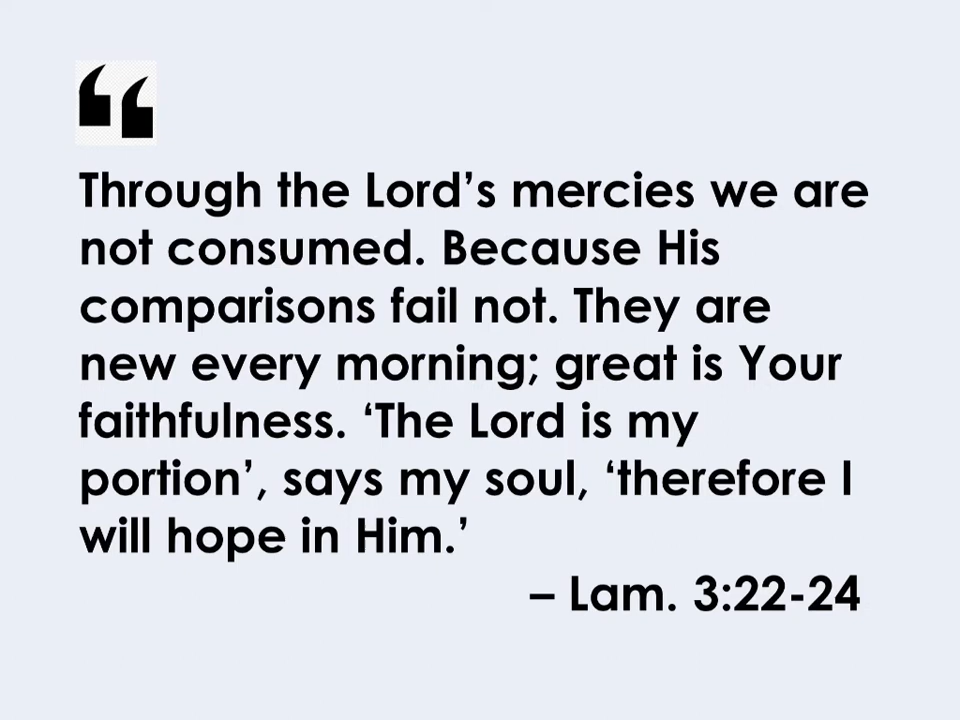 ❝
Through the Lord’s mercies we are
not consumed. Because His
comparisons fail not. They are
new every morning; great is Your
faithfulness. ‘The Lord is my
portion’, says my soul, ‘therefore I
will hope in Him.’
– Lam. 3:22-24